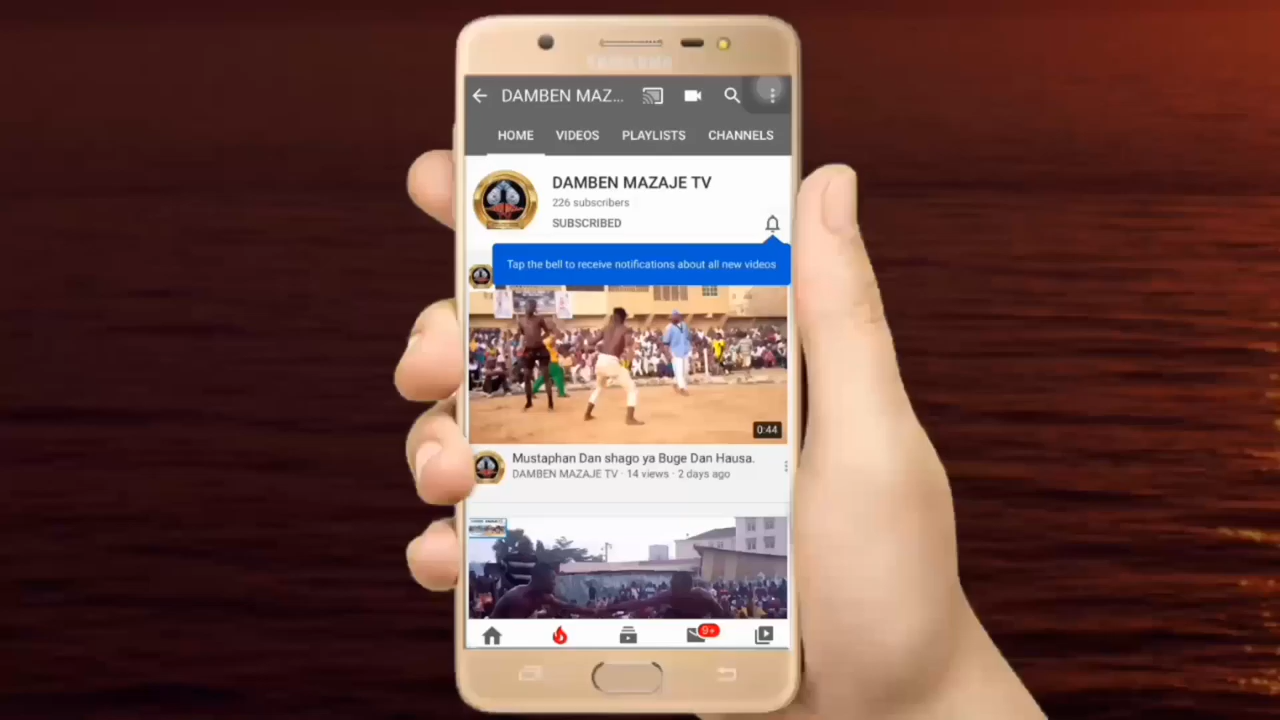 SAMSUNG
DAMBEN MAZ...
HOME VIDEOS PLAYLISTS CHANNELS
DAMBEN MAZAJE TV
226 subscribers
SUBSCRIBED
Tap the bell to receive notifications about all new videos
0:44
Mustaphan Dan shago ya Buge Dan Hausa.
DAMBEN MAZAJE TV · 14 views · 2 days ago
9+